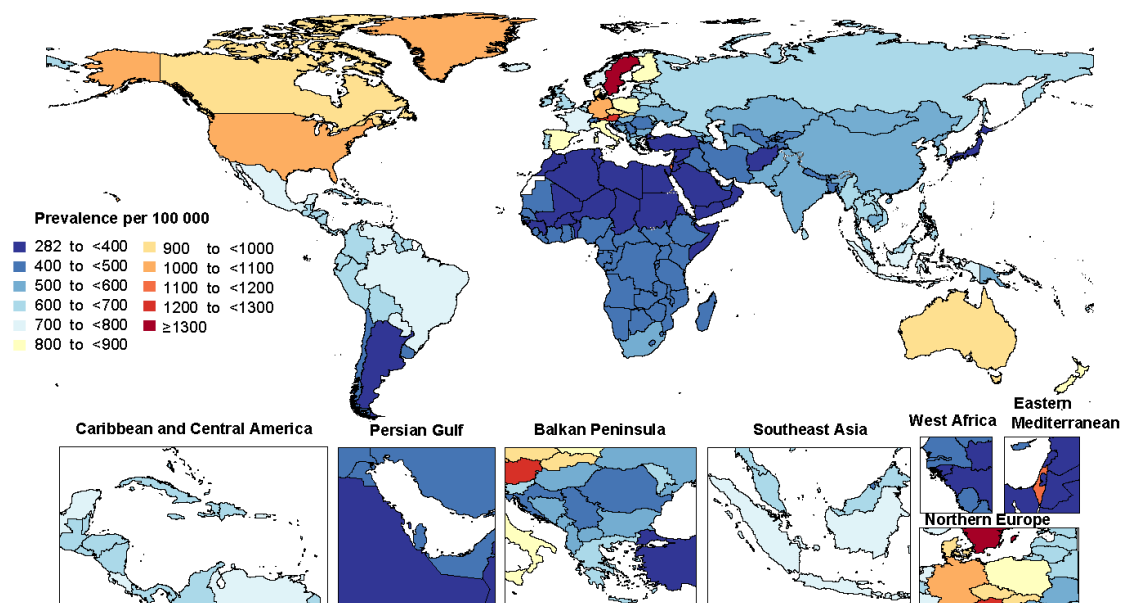 Prevalence per 100 000
282 to <400
400 to <500
500 to <600
600 to <700
700 to <800
800 to <900
900 to <1000
1000 to <1100
1100 to <1200
1200 to <1300
≥1300
Caribbean and Central America
Persian Gulf
Balkan Peninsula
Southeast Asia
West Africa
Eastern
Mediterranean
Northern Europe